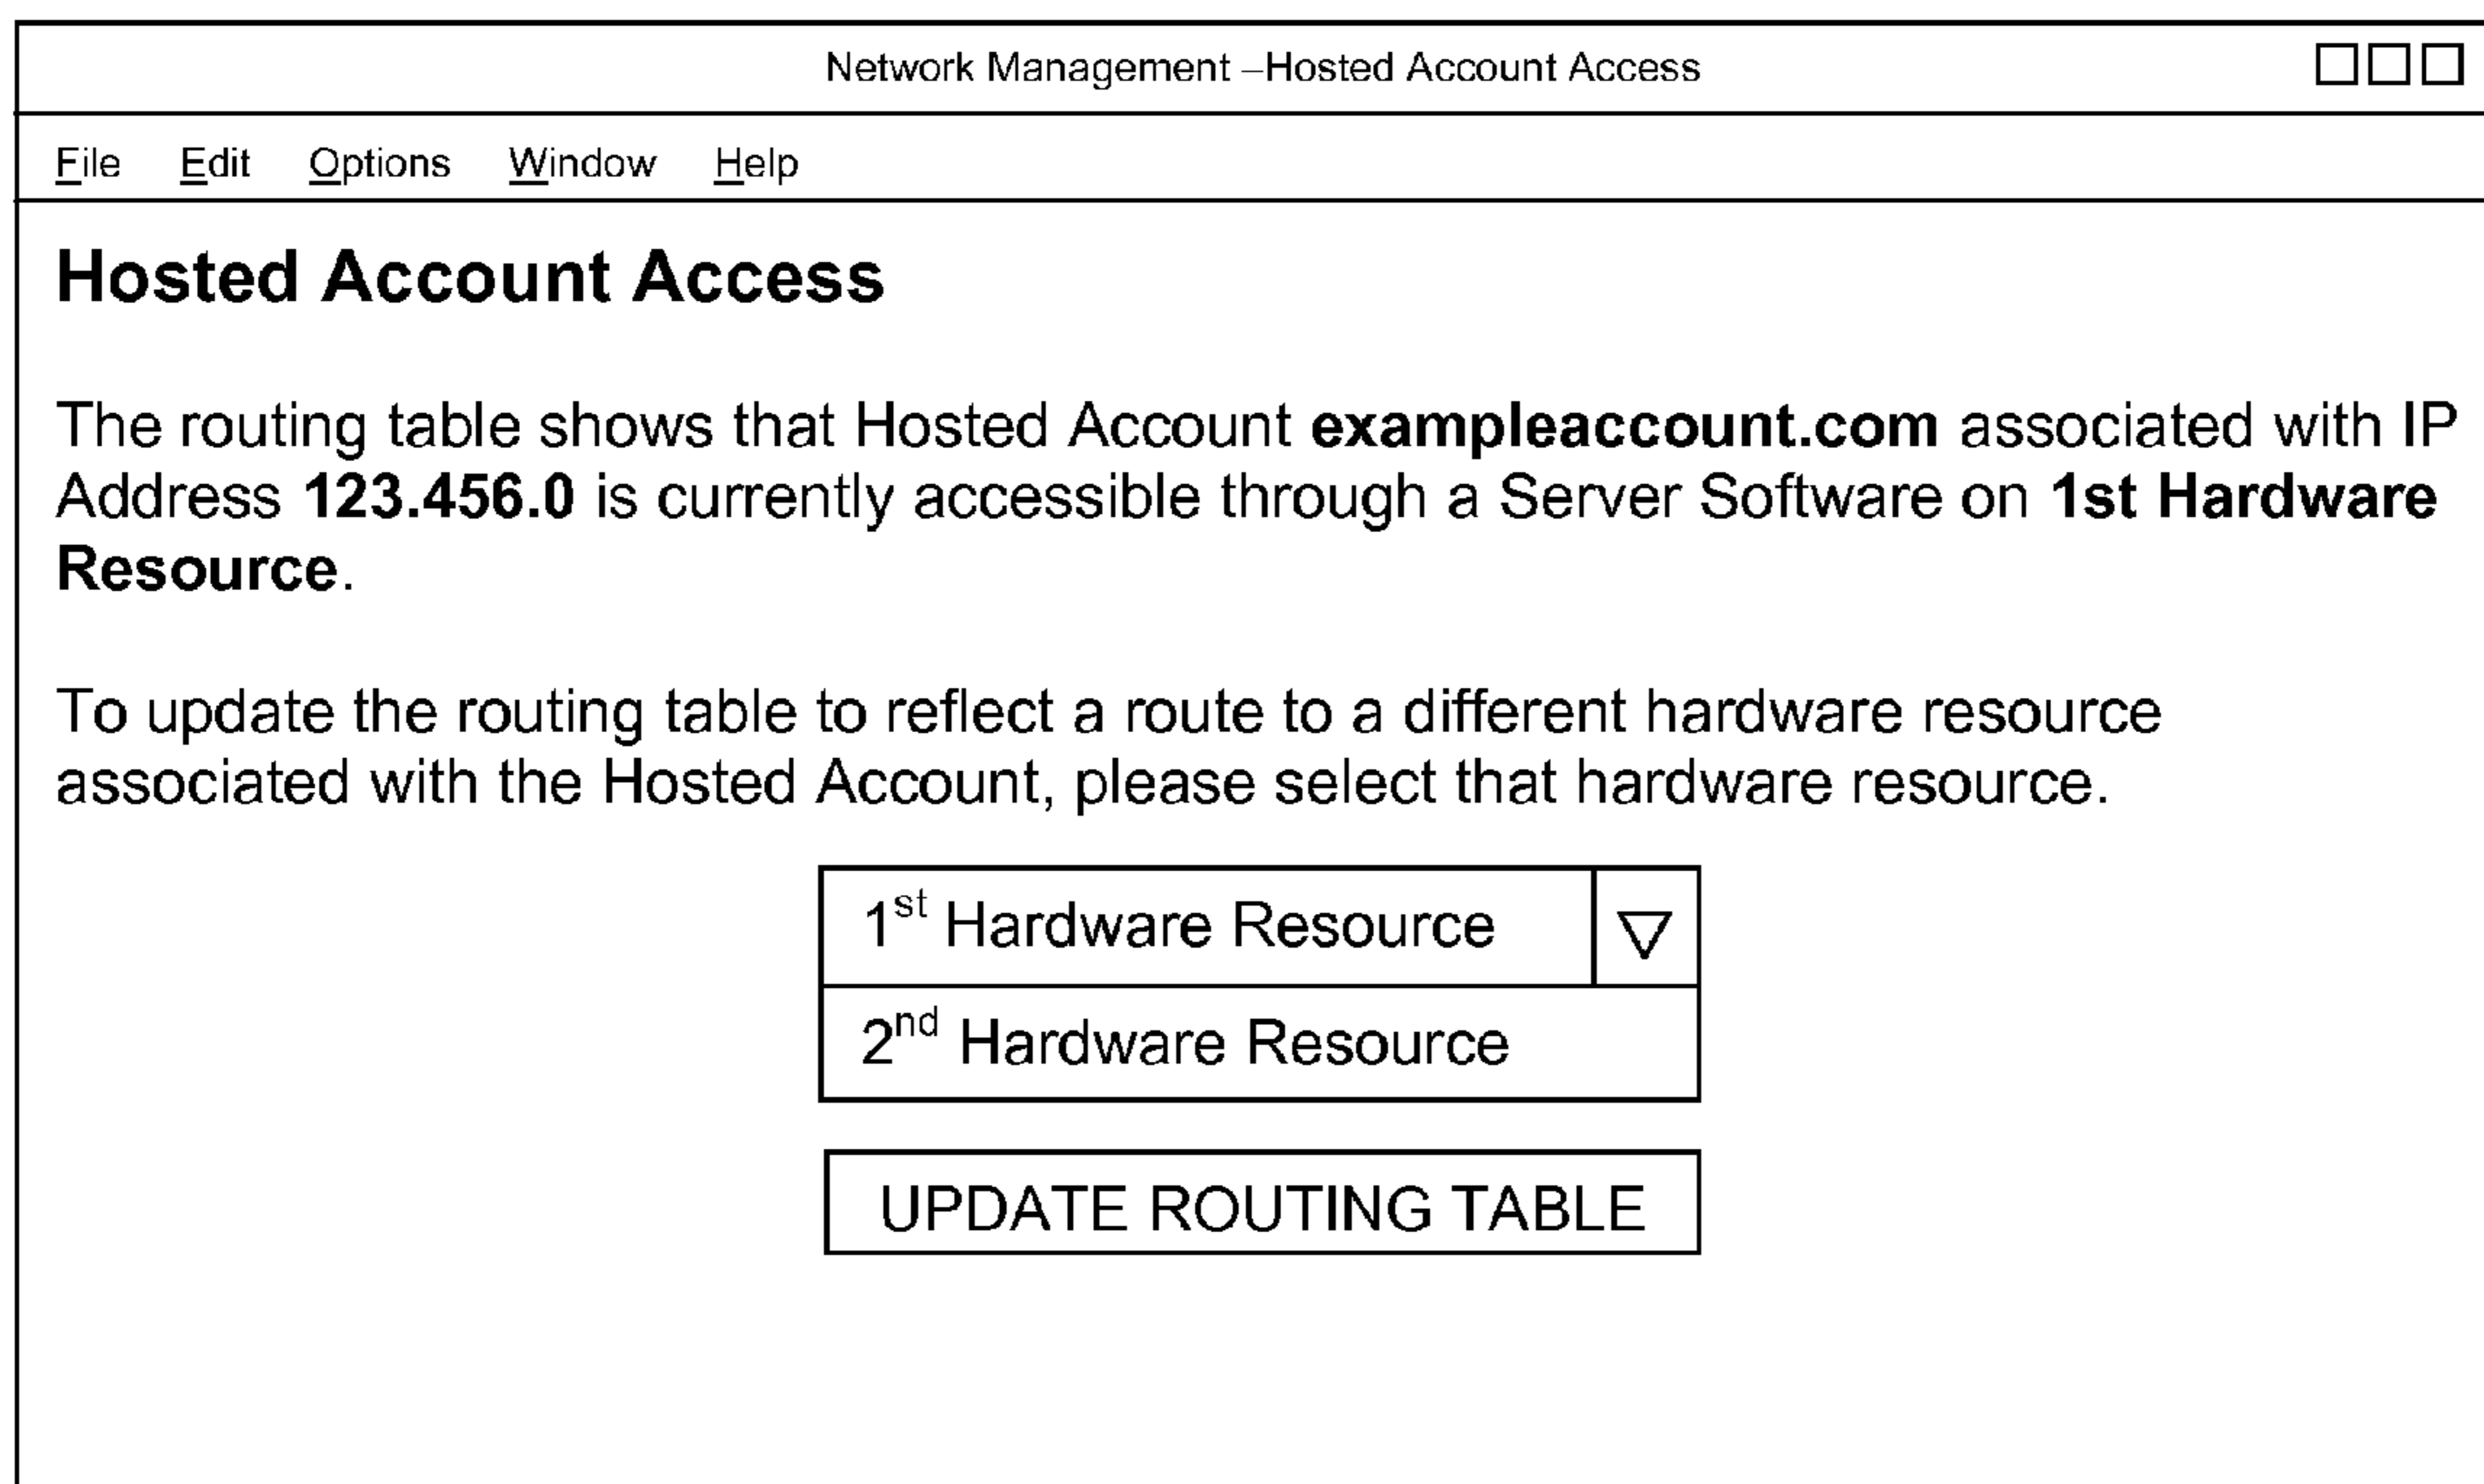 Network Management –Hosted Account Access
File Edit Options Window Help
Hosted Account Access
The routing table shows that Hosted Account exampleaccount.com associated with IP
Address 123.456.0 is currently accessible through a Server Software on 1st Hardware
Resource.
To update the routing table to reflect a route to a different hardware resource
associated with the Hosted Account, please select that hardware resource.
1st Hardware Resource
2nd Hardware Resource
UPDATE ROUTING TABLE